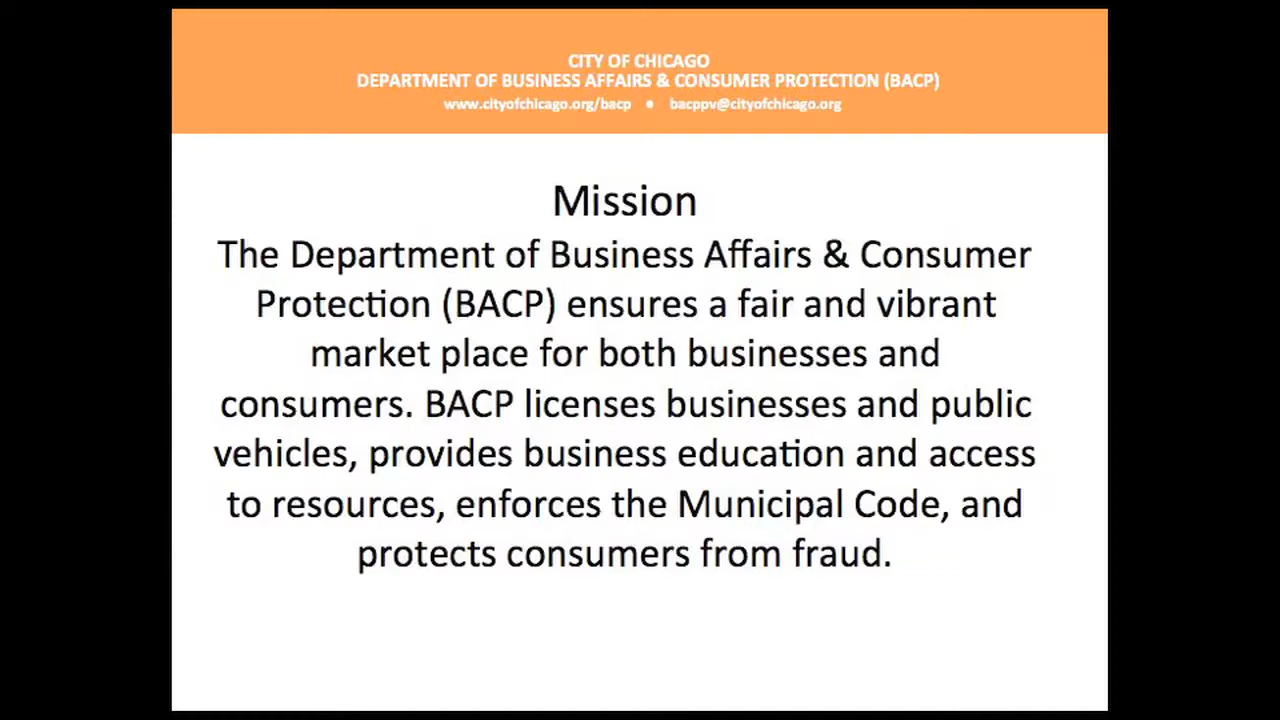 CITY OF CHICAGO
DEPARTMENT OF BUSINESS AFFAIRS & CONSUMER PROTECTION (BACP)
www.cityofchicago.org/bacp • bacppv@cityofchicago.org
Mission
The Department of Business Affairs & Consumer
Protection (BACP) ensures a fair and vibrant
market place for both businesses and
consumers. BACP licenses businesses and public
vehicles, provides business education and access
to resources, enforces the Municipal Code, and
protects consumers from fraud.